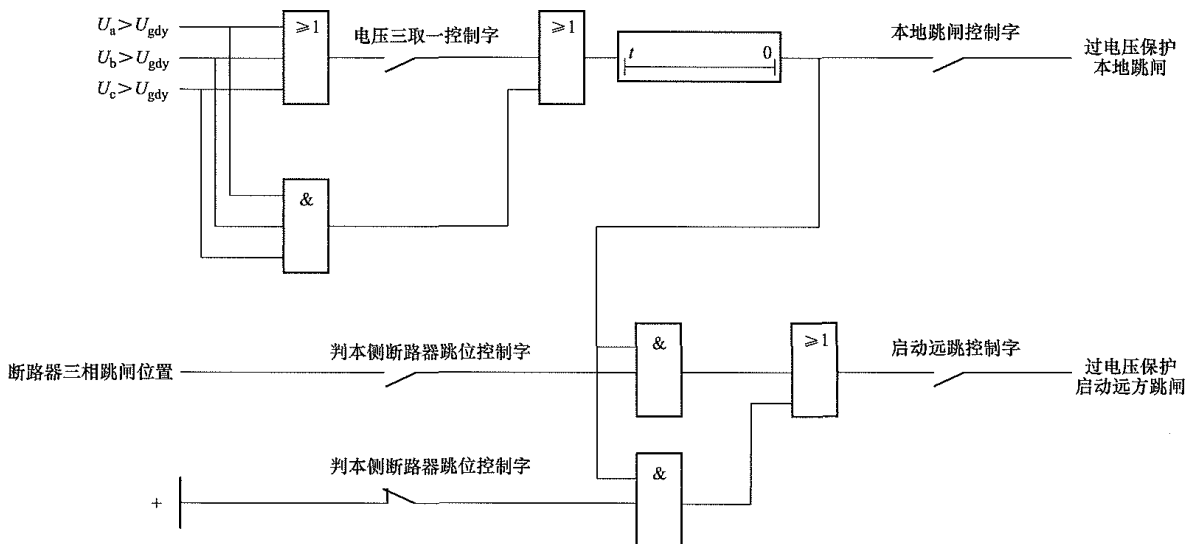 Ua>Ugdy
Ub>Ugdy
Uc>Ugdy
≥1
电压三取一控制字
≥1
t 0
本地跳闸控制字
过电压保护
本地跳闸
&
断路器三相跳闸位置
判本侧断路器跳位控制字
&
≥1
启动远跳控制字
过电压保护
启动远方跳闸
+
判本侧断路器跳位控制字
&